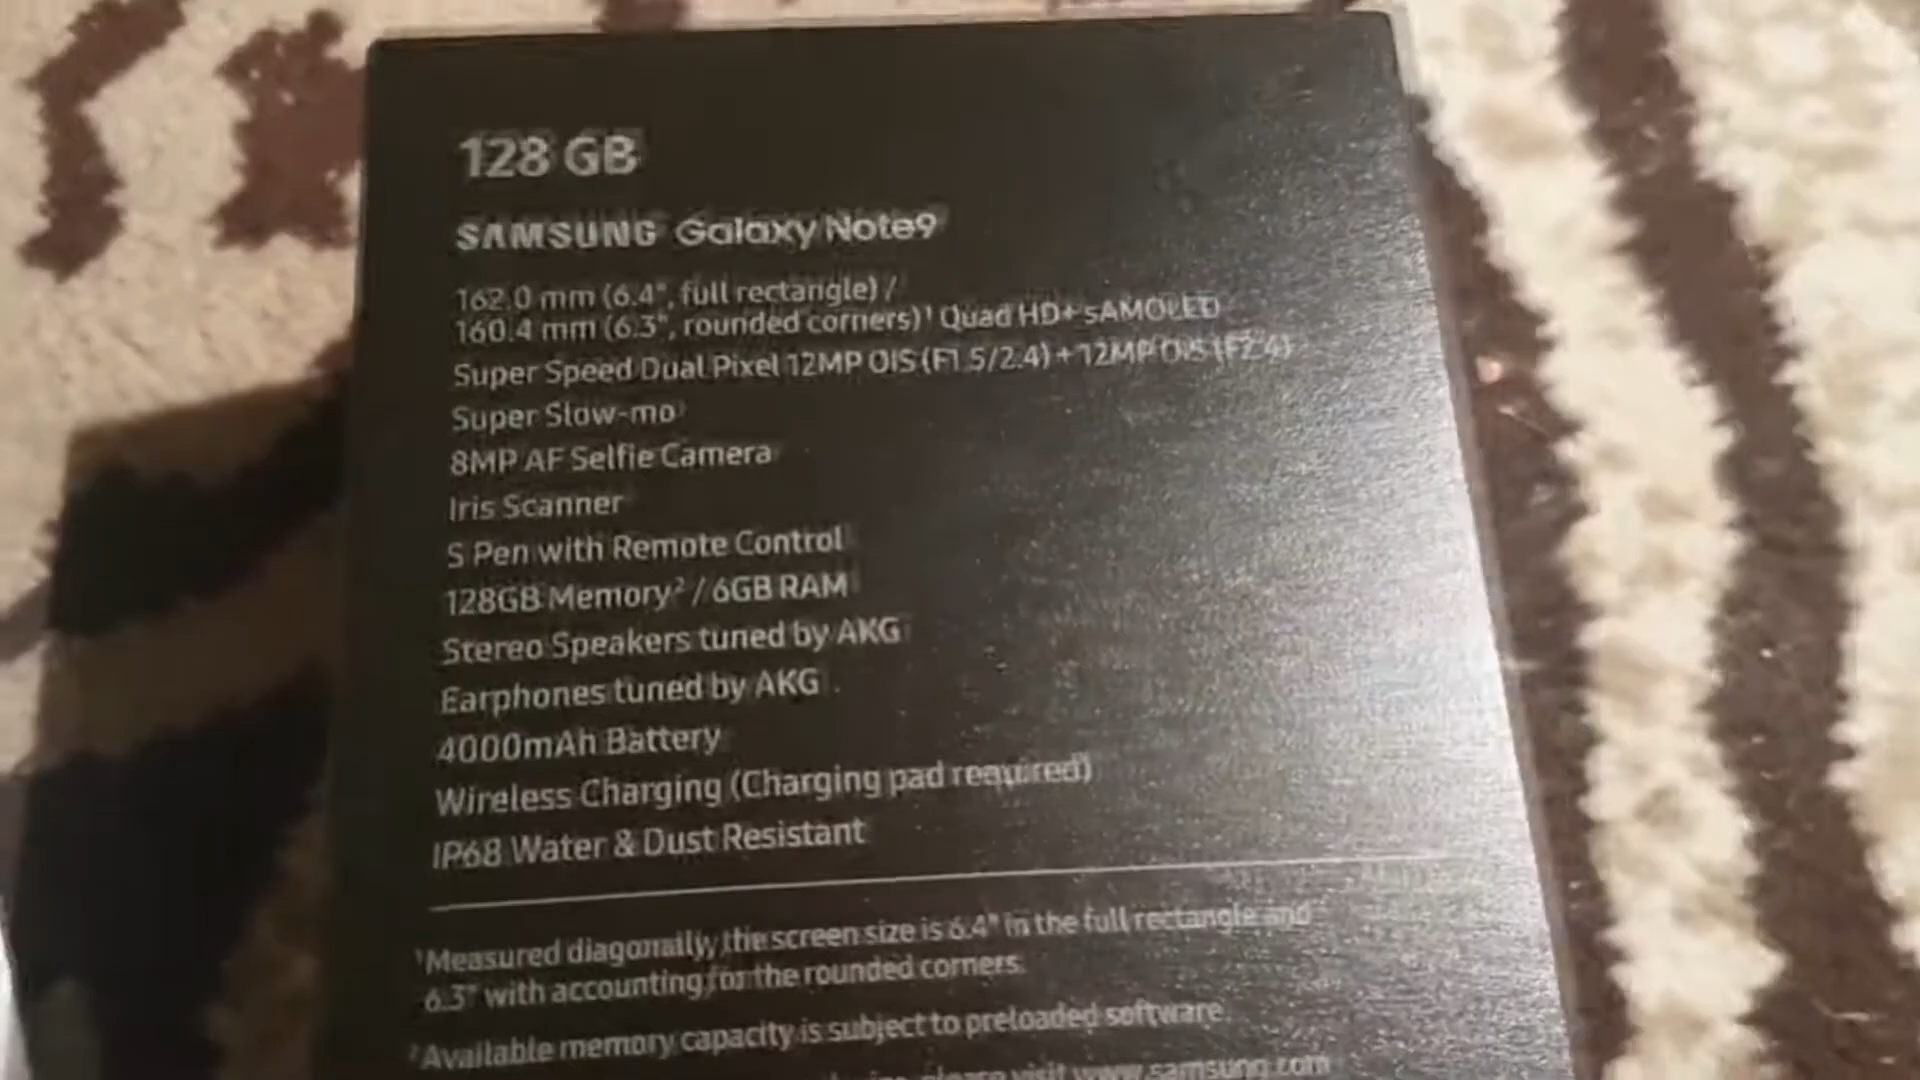 128 GB
SAMSUNG Galaxy Note9
162.0 mm (6.4", full rectangle) /
160.4 mm (6.3", rounded corners)¹ Quad HD+ sAMOLED
Super Speed Dual Pixel 12MP OIS (F1.5/2.4) + 12MP OIS (F2.4)
Super Slow-mo
8MP AF Selfie Camera
Iris Scanner
S Pen with Remote Control
128GB Memory² / 6GB RAM
Stereo Speakers tuned by AKG
Earphones tuned by AKG
4000mAh Battery
Wireless Charging (Charging pad required)
IP68 Water & Dust Resistant
¹Measured diagonally, the screen size is 6.4" in the full rectangle and
6.3" with accounting for the rounded corners.
²Available memory capacity is subject to preloaded software
please visit www.samsung.com